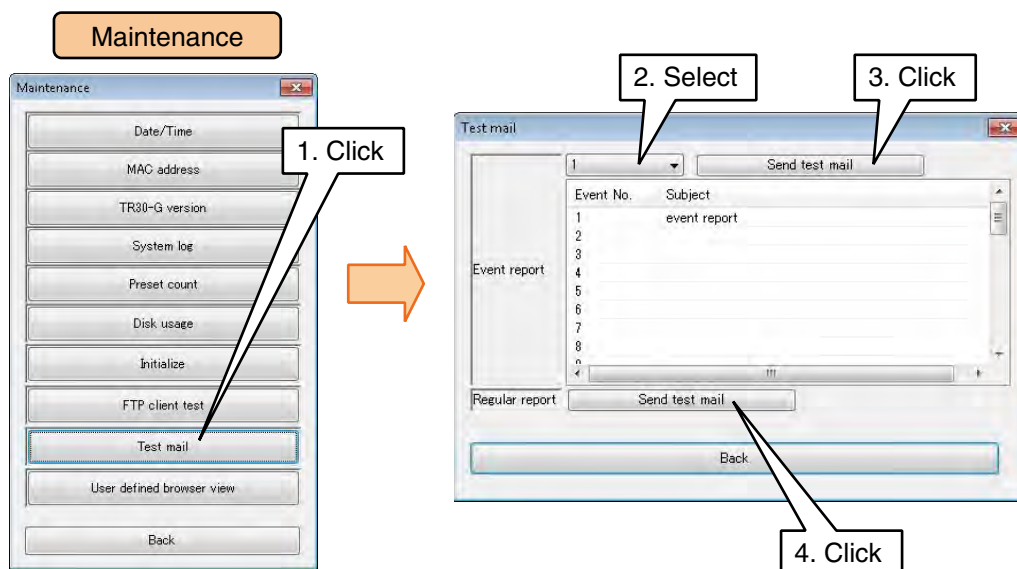 Maintenance
Maintenance
Date/Time
MAC address
TR30-G version
System log
Preset count
Disk usage
Initialize
FTP client test
Test mail
User defined browser view
Back
1. Click
2. Select
3. Click
Test mail
1
Send test mail
Event No. Subject
1 event report
2
3
4
5
6
7
8
Event report
Regular report
Send test mail
Back
4. Click